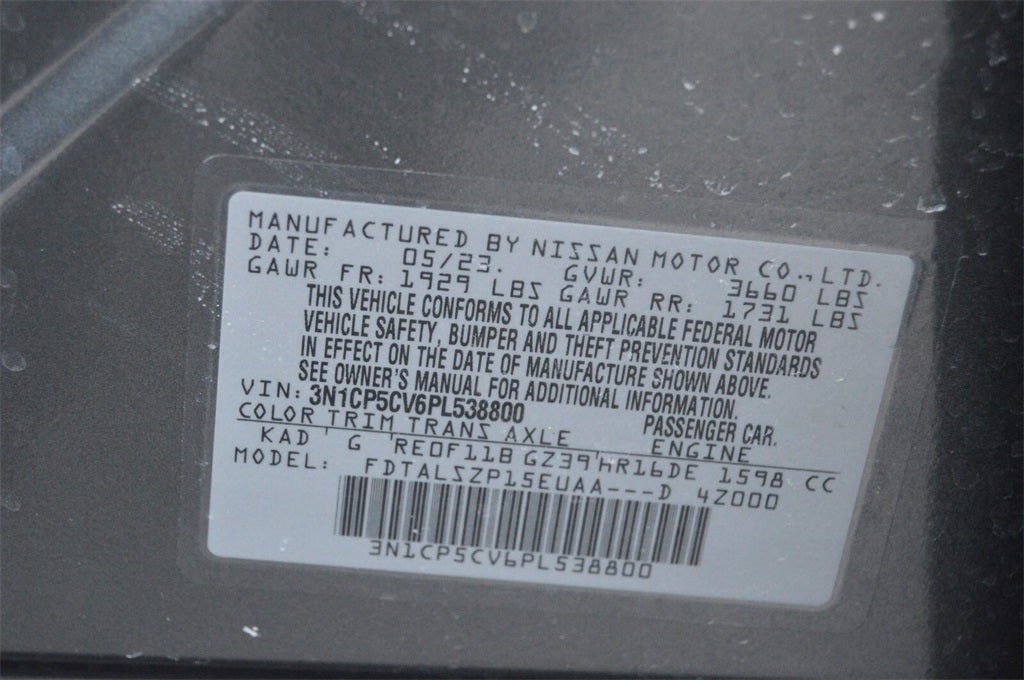 MANUFACTURED BY NISSAN MOTOR CO., LTD.
DATE: 05/23. GVWR: 3660 LBS
GAWR FR: 1929 LBS GAWR RR: 1731 LBS
THIS VEHICLE CONFORMS TO ALL APPLICABLE FEDERAL MOTOR
VEHICLE SAFETY, BUMPER AND THEFT PREVENTION STANDARDS
IN EFFECT ON THE DATE OF MANUFACTURE SHOWN ABOVE.
SEE OWNER'S MANUAL FOR ADDITIONAL INFORMATION.
VIN: 3N1CP5CV6PL538800 PASSENGER CAR.
COLOR TRIM TRANS AXLE ENGINE
KAD ' G ' RE0F11B GZ39 ' HR16DE 1598 CC
MODEL: FDTALSZP15EUAA---D 4Z000
3N1CP5CV6PL538800